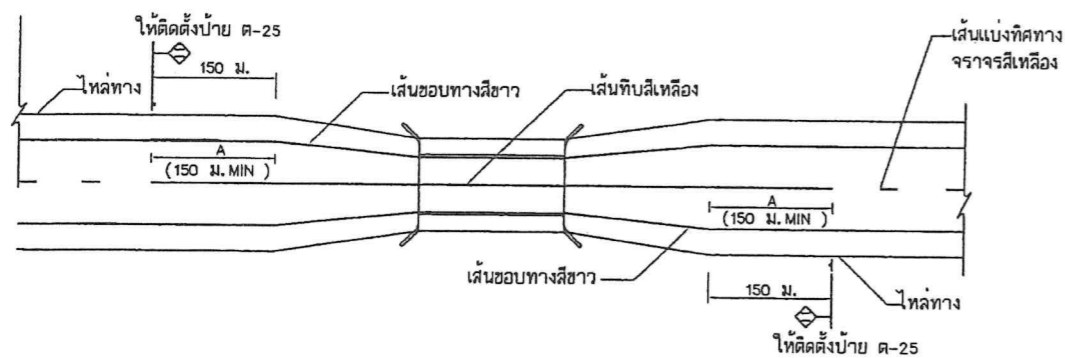 ให้ติดตั้งป้าย ต-25
150 ม.
ไหล่ทาง
เส้นขอบทางสีขาว
เส้นทึบสีเหลือง
เส้นแบ่งทิศทาง
จราจรสีเหลือง
A
(150 ม. MIN )
A
(150 ม. MIN )
เส้นขอบทางสีขาว
150 ม.
ไหล่ทาง
ให้ติดตั้งป้าย ต-25